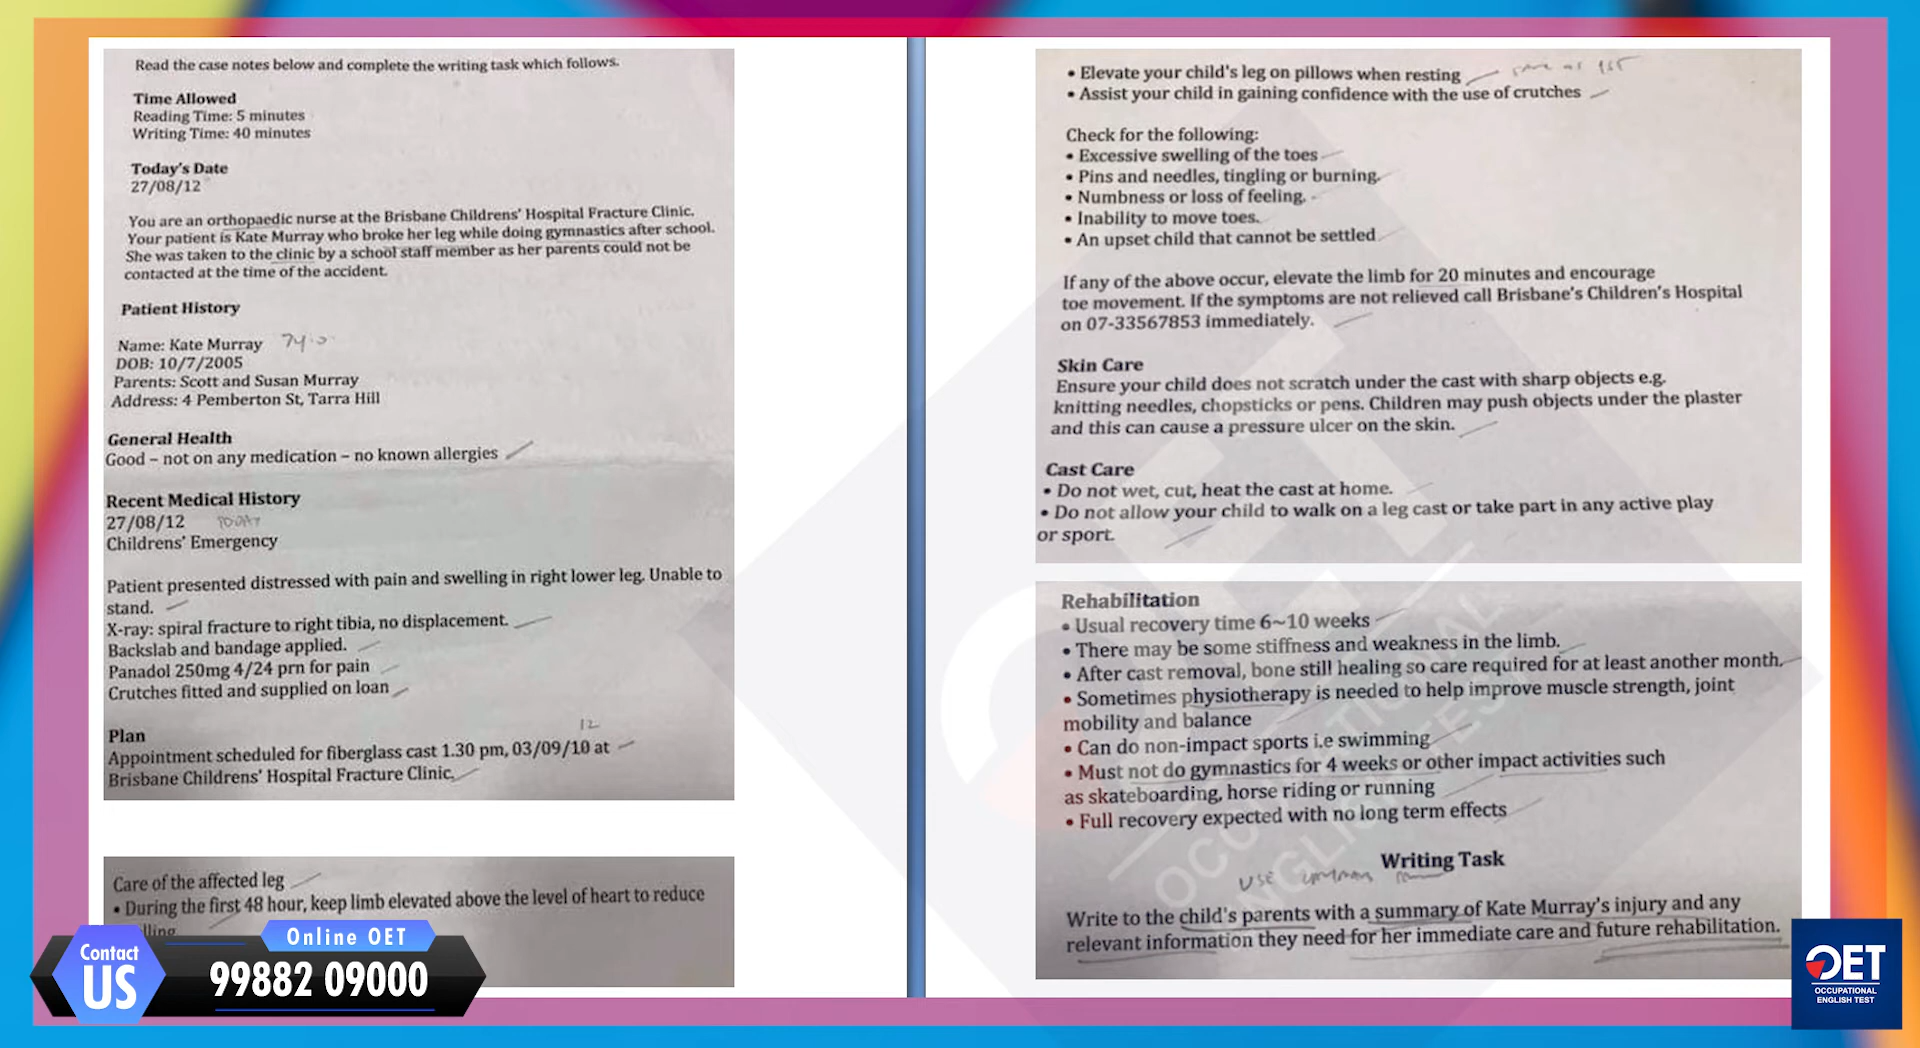 Read the case notes below and complete the writing task which follows.
Time Allowed
Reading Time: 5 minutes
Writing Time: 40 minutes
Today's Date
27/08/12
You are an orthopaedic nurse at the Brisbane Childrens' Hospital Fracture Clinic.
Your patient is Kate Murray who broke her leg while doing gymnastics after school.
She was taken to the clinic by a school staff member as her parents could not be
contacted at the time of the accident.
Patient History
Name: Kate Murray 7y.o
DOB: 10/7/2005
Parents: Scott and Susan Murray
Address: 4 Pemberton St, Tarra Hill
General Health
Good – not on any medication – no known allergies
Recent Medical History
27/08/12 TODAY
Childrens' Emergency
Patient presented distressed with pain and swelling in right lower leg. Unable to
stand.
X-ray: spiral fracture to right tibia, no displacement.
Backslab and bandage applied.
Panadol 250mg 4/24 prn for pain
Crutches fitted and supplied on loan
Plan
12
Appointment scheduled for fiberglass cast 1.30 pm, 03/09/10 at
Brisbane Childrens' Hospital Fracture Clinic.
Care of the affected leg
• During the first 48 hour, keep limb elevated above the level of heart to reduce
lling
Contact
US
Online OET
99882 09000
• Elevate your child's leg on pillows when resting same as 1st
• Assist your child in gaining confidence with the use of crutches
Check for the following:
• Excessive swelling of the toes
• Pins and needles, tingling or burning.
• Numbness or loss of feeling.
• Inability to move toes.
• An upset child that cannot be settled
If any of the above occur, elevate the limb for 20 minutes and encourage
toe movement. If the symptoms are not relieved call Brisbane's Children's Hospital
on 07-33567853 immediately.
Skin Care
Ensure your child does not scratch under the cast with sharp objects e.g.
knitting needles, chopsticks or pens. Children may push objects under the plaster
and this can cause a pressure ulcer on the skin.
Cast Care
• Do not wet, cut, heat the cast at home.
• Do not allow your child to walk on a leg cast or take part in any active play
or sport.
Rehabilitation
• Usual recovery time 6~10 weeks
• There may be some stiffness and weakness in the limb.
• After cast removal, bone still healing so care required for at least another month.
• Sometimes physiotherapy is needed to help improve muscle strength, joint
mobility and balance
• Can do non-impact sports i.e swimming
• Must not do gymnastics for 4 weeks or other impact activities such
as skateboarding, horse riding or running
• Full recovery expected with no long term effects
Writing Task
USE common
Write to the child's parents with a summary of Kate Murray's injury and any
relevant information they need for her immediate care and future rehabilitation.
OET
OCCUPATIONAL
ENGLISH TEST